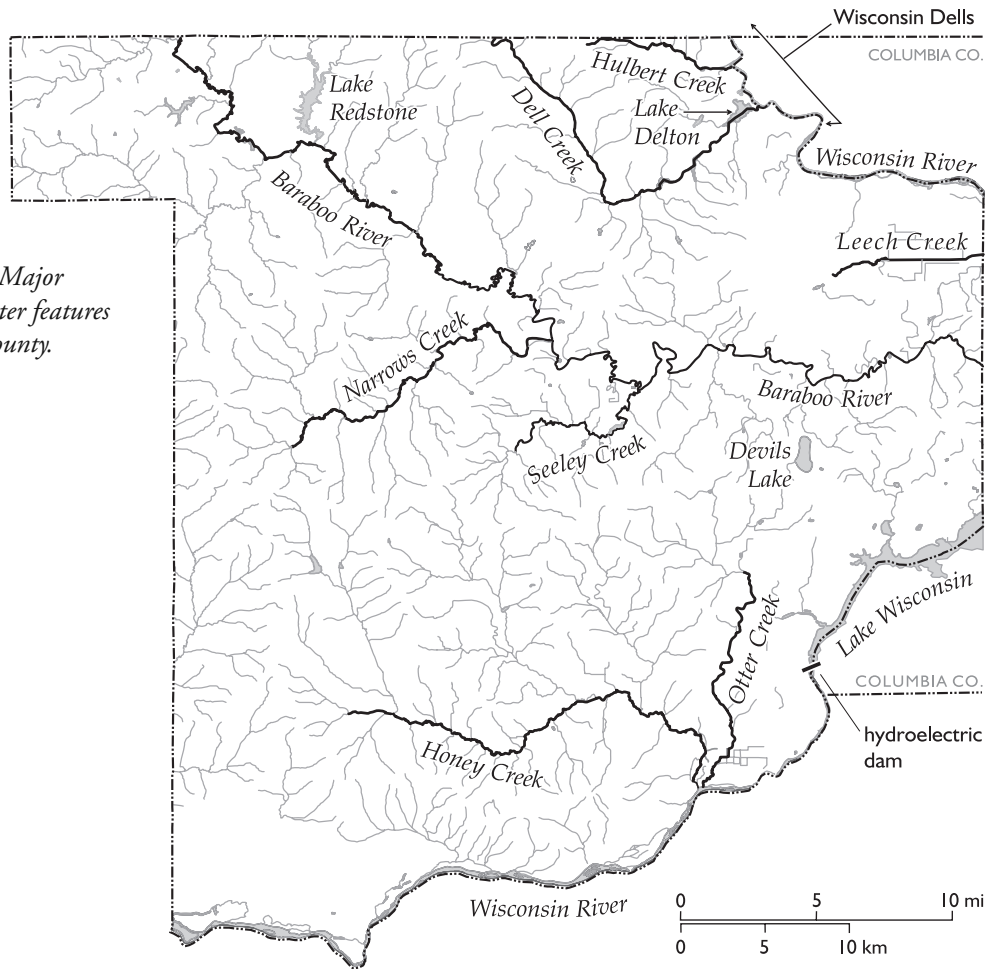 Wisconsin Dells
COLUMBIA CO.
Hulbert Creek
Lake
Redstone
Dell Creek
Lake
Delton
Wisconsin River
Baraboo River
Leech Creek
Major
ter features
ounty.
Narrows Creek
Baraboo River
Seeley Creek
Devils
Lake
Lake Wisconsin
Otter Creek
COLUMBIA CO.
hydroelectric
dam
Honey Creek
Wisconsin River
0 5 10 mi
0 5 10 km